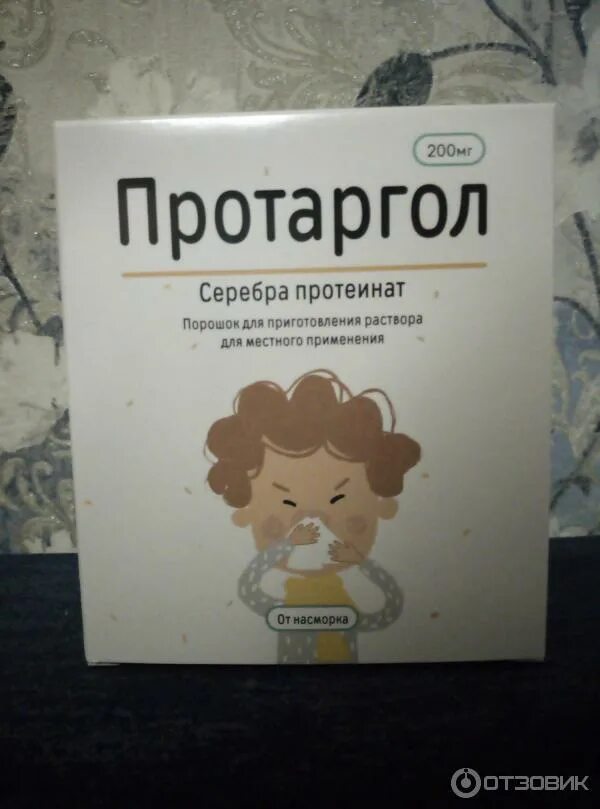 200мг
Протаргол
Серебра протеинат
Порошок для приготовления раствора
для местного применения
От насморка
ОТЗОВИК